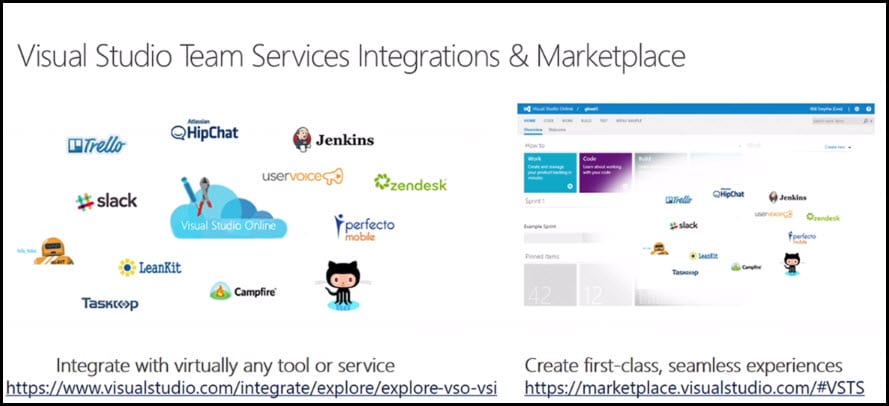 Visual Studio Team Services Integrations & Marketplace
Trello
Atlassian
HipChat
Jenkins
uservoice
zendesk
slack
Visual Studio Online
perfecto
mobile
LeanKit
TASKTOP
CAMPFIRE
Visual Studio Online /
HOME CODE WORK BUILD TEST
Overview Welcome
How to
Create new
Work
Create and manage
your product backlog in
minutes
Code
Learn about working
with your code
Build
Sprint 1
Example Sprint
Pinned Items
42
12
Trello
HipChat
Jenkins
uservoice
zendesk
slack
perfecto
mobile
LeanKit
TASKTOP
CAMPFIRE
Integrate with virtually any tool or service
https://www.visualstudio.com/integrate/explore/explore-vso-vsi
Create first-class, seamless experiences
https://marketplace.visualstudio.com/#VSTS